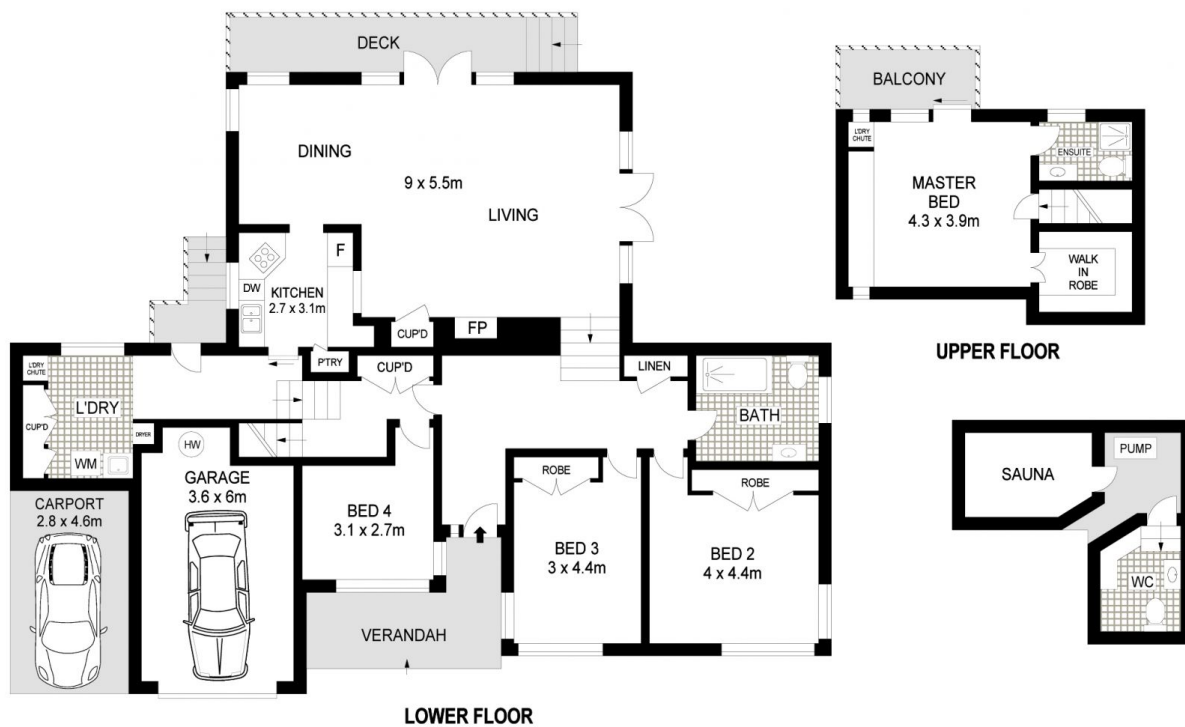 DECK
DINING
9 x 5.5m
LIVING
F
DW
KITCHEN
2.7 x 3.1m
CUP'D
FP
P'TRY
CUP'D
LINEN
L'DRY
CHUTE
L'DRY
CUP'D
DRYER
WM
HW
BATH
GARAGE
3.6 x 6m
CARPORT
2.8 x 4.6m
BED 4
3.1 x 2.7m
ROBE
BED 3
3 x 4.4m
ROBE
BED 2
4 x 4.4m
VERANDAH
LOWER FLOOR
BALCONY
L'DRY
CHUTE
ENSUITE
MASTER
BED
4.3 x 3.9m
WALK
IN
ROBE
UPPER FLOOR
SAUNA
PUMP
WC